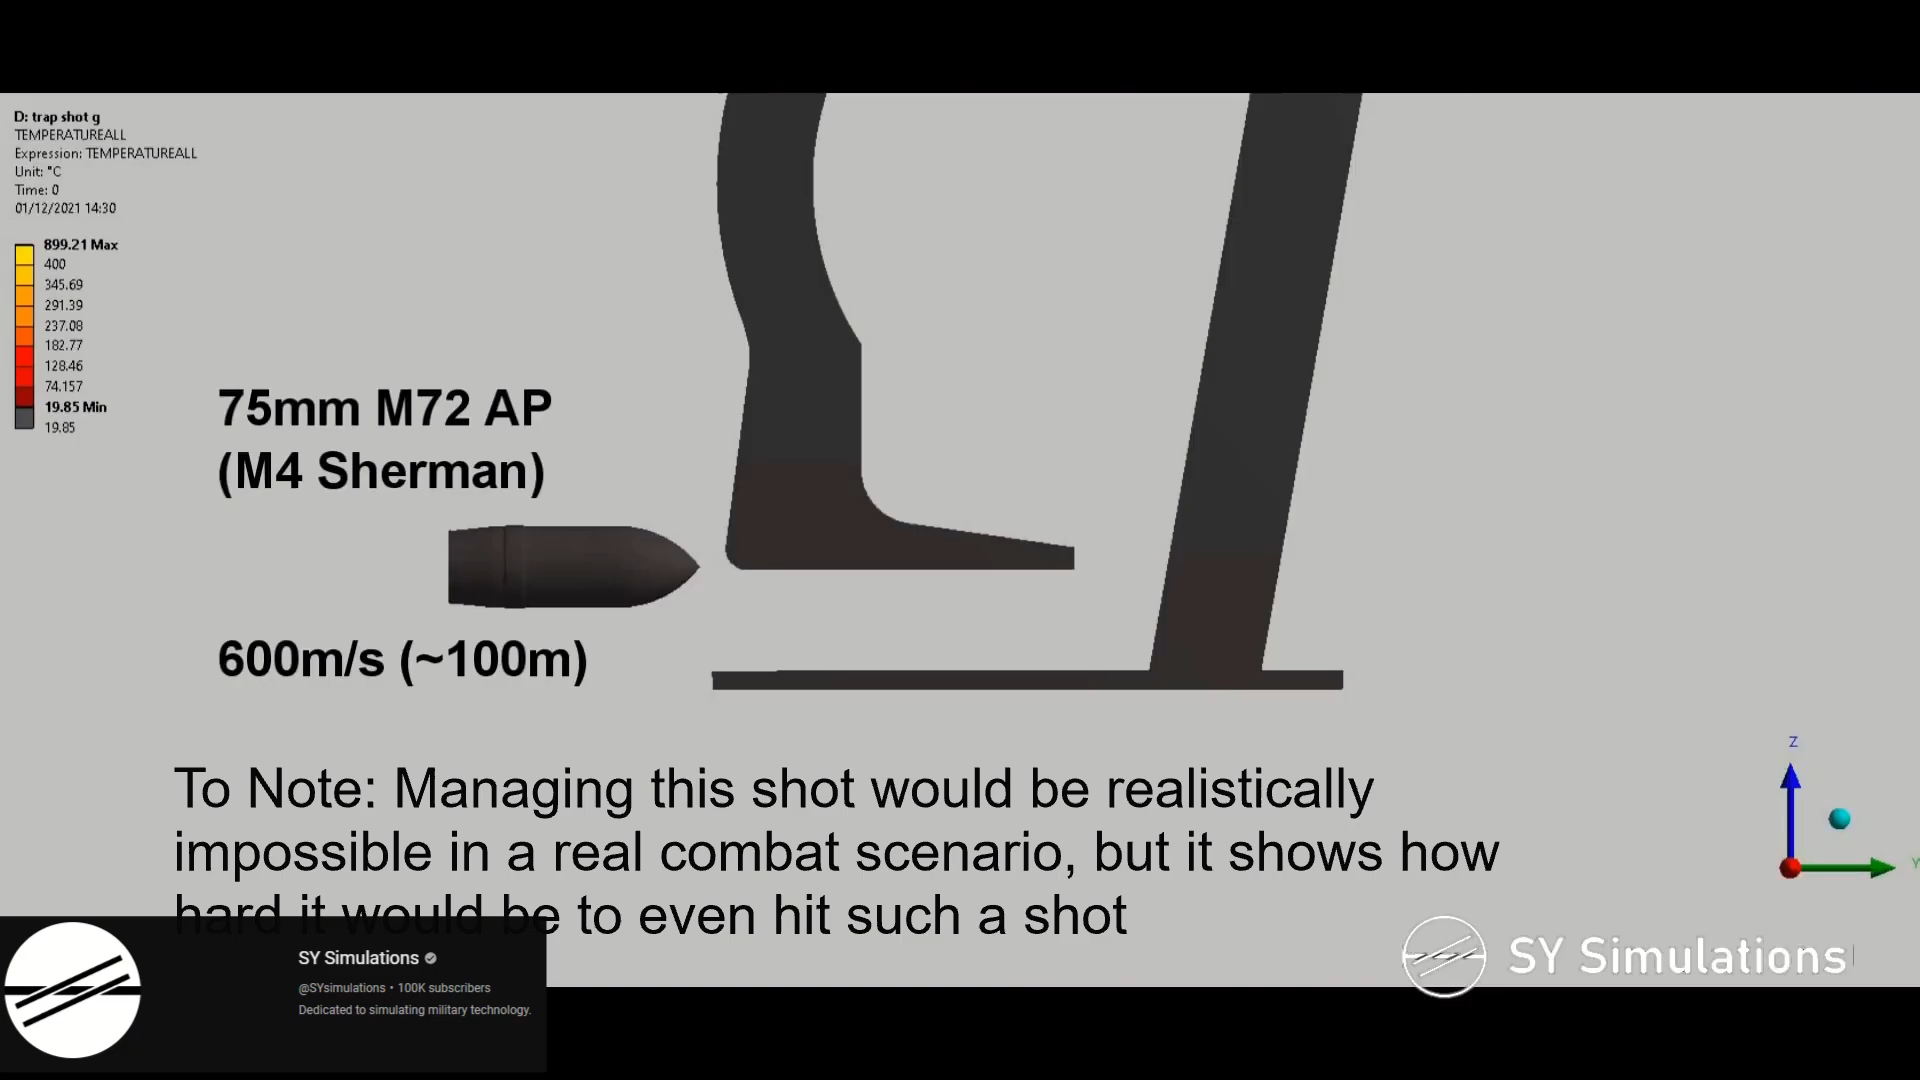 D: trap shot g
TEMPERATUREALL
Expression: TEMPERATUREALL
Unit: °C
Time: 0
01/12/2021 14:30
899.21 Max
400
345.69
291.39
237.08
182.77
128.46
74.157
19.85 Min
19.85
75mm M72 AP
(M4 Sherman)
600m/s (~100m)
Z
Y
To Note: Managing this shot would be realistically
impossible in a real combat scenario, but it shows how
hard it would be to even hit such a shot
SY Simulations
@SYsimulations • 100K subscribers
Dedicated to simulating military technology.
SY Simulations